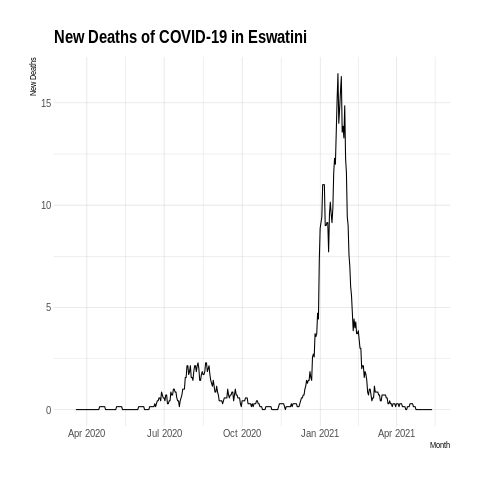 New Deaths of COVID-19 in Eswatini
New Deaths
15
10
5
0
Apr 2020 Jul 2020 Oct 2020 Jan 2021 Apr 2021
Month